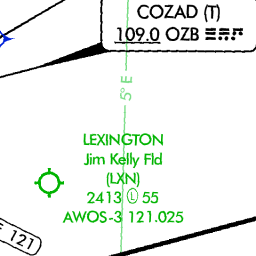 COZAD (T)
109.0 OZB
5° E
LEXINGTON
Jim Kelly Fld
(LXN)
2413 Ⓛ 55
AWOS-3 121.025
121